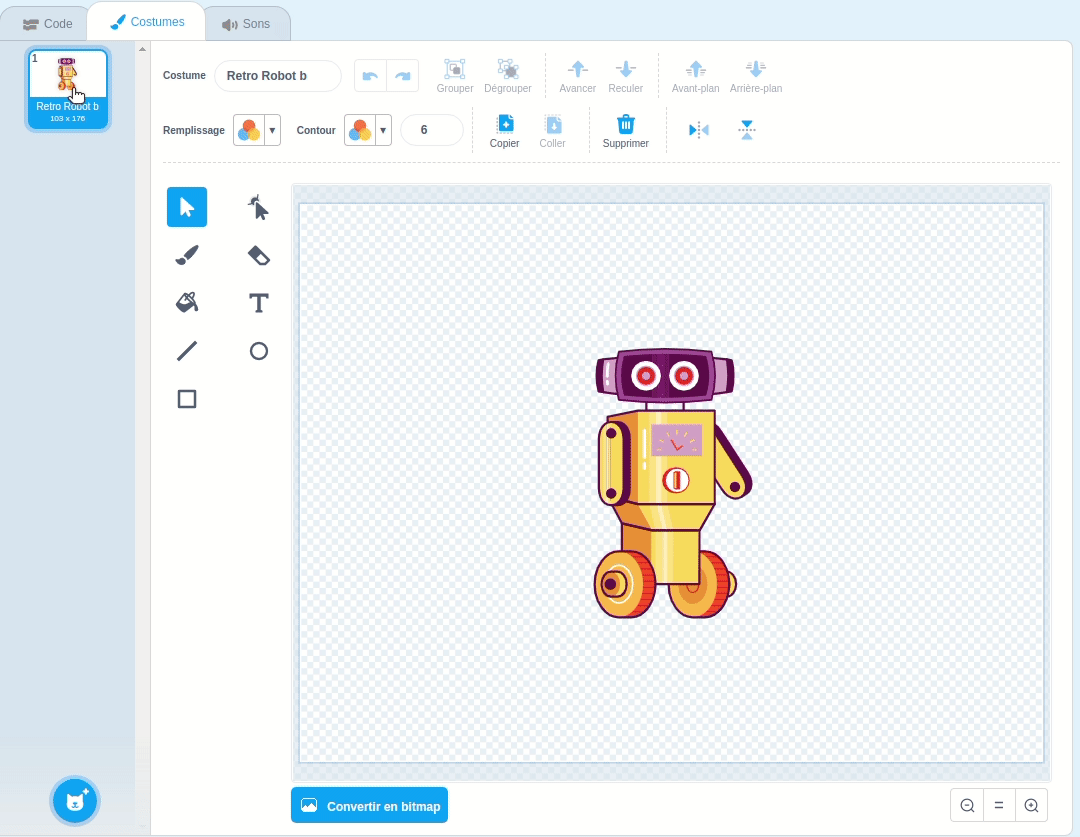 Code
Costumes
Sons
1
Retro Robot b
103 x 176
Costume
Retro Robot b
Grouper
Dégrouper
Avancer
Reculer
Avant-plan
Arrière-plan
Remplissage
Contour
6
Copier
Coller
Supprimer
T
Convertir en bitmap